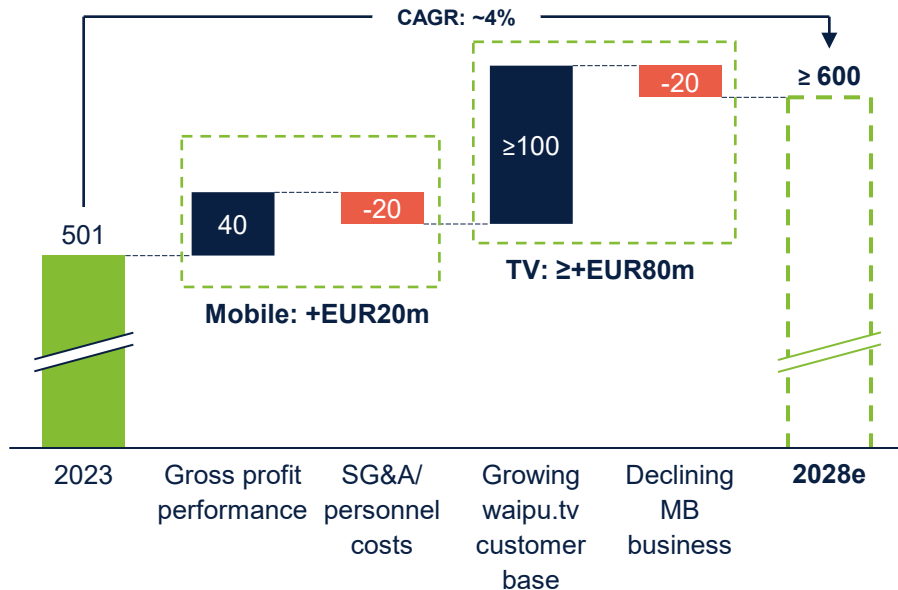 CAGR: ~4%
501
40
-20
Mobile: +EUR20m
≥100
-20
TV: ≥+EUR80m
≥ 600
2023
Gross profit
performance
SG&A/
personnel
costs
Growing
waipu.tv
customer
base
Declining
MB
business
2028e